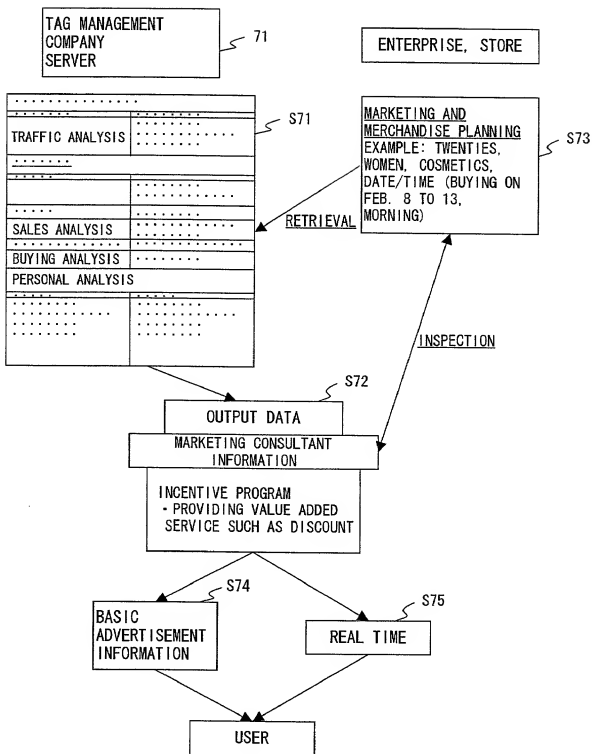 TAG MANAGEMENT
COMPANY
SERVER
71
ENTERPRISE, STORE
S71
TRAFFIC ANALYSIS
SALES ANALYSIS
BUYING ANALYSIS
PERSONAL ANALYSIS
MARKETING AND
MERCHANDISE PLANNING
EXAMPLE: TWENTIES,
WOMEN, COSMETICS,
DATE/TIME (BUYING ON
FEB. 8 TO 13,
MORNING)
S73
RETRIEVAL
INSPECTION
S72
OUTPUT DATA
MARKETING CONSULTANT
INFORMATION
INCENTIVE PROGRAM
- PROVIDING VALUE ADDED
SERVICE SUCH AS DISCOUNT
S74
BASIC
ADVERTISEMENT
INFORMATION
S75
REAL TIME
USER